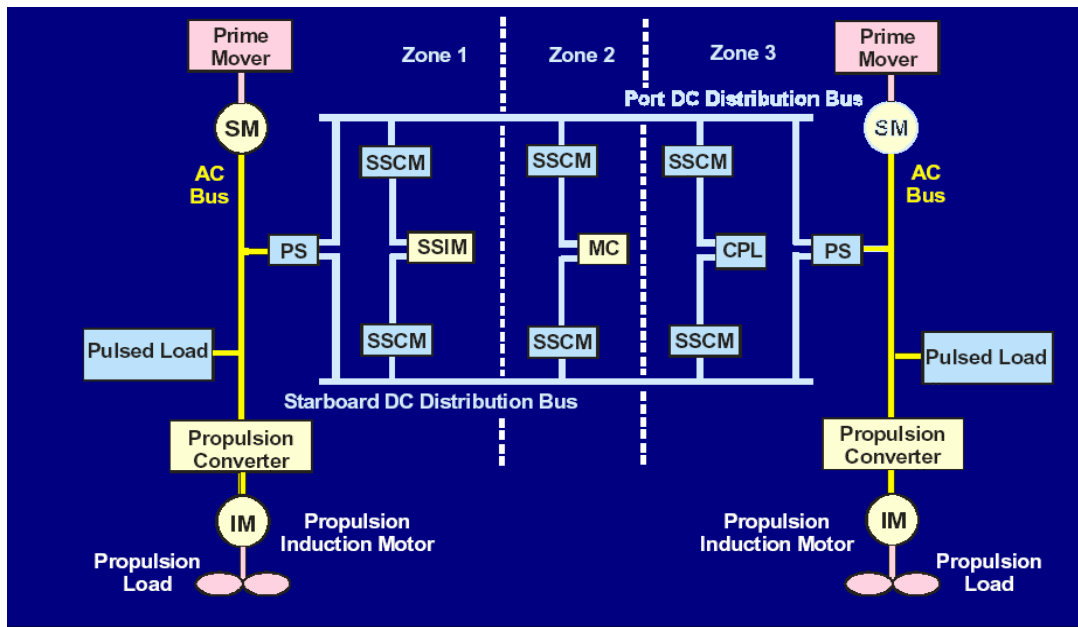 Prime
Mover
Zone 1
Zone 2
Zone 3
Prime
Mover
Port DC Distribution Bus
SM
SM
SSCM
SSCM
SSCM
AC
Bus
AC
Bus
PS
SSIM
MC
CPL
PS
Pulsed Load
SSCM
SSCM
SSCM
Pulsed Load
Starboard DC Distribution Bus
Propulsion
Converter
Propulsion
Converter
IM
Propulsion
Induction Motor
Propulsion
Induction Motor
IM
Propulsion
Load
Propulsion
Load